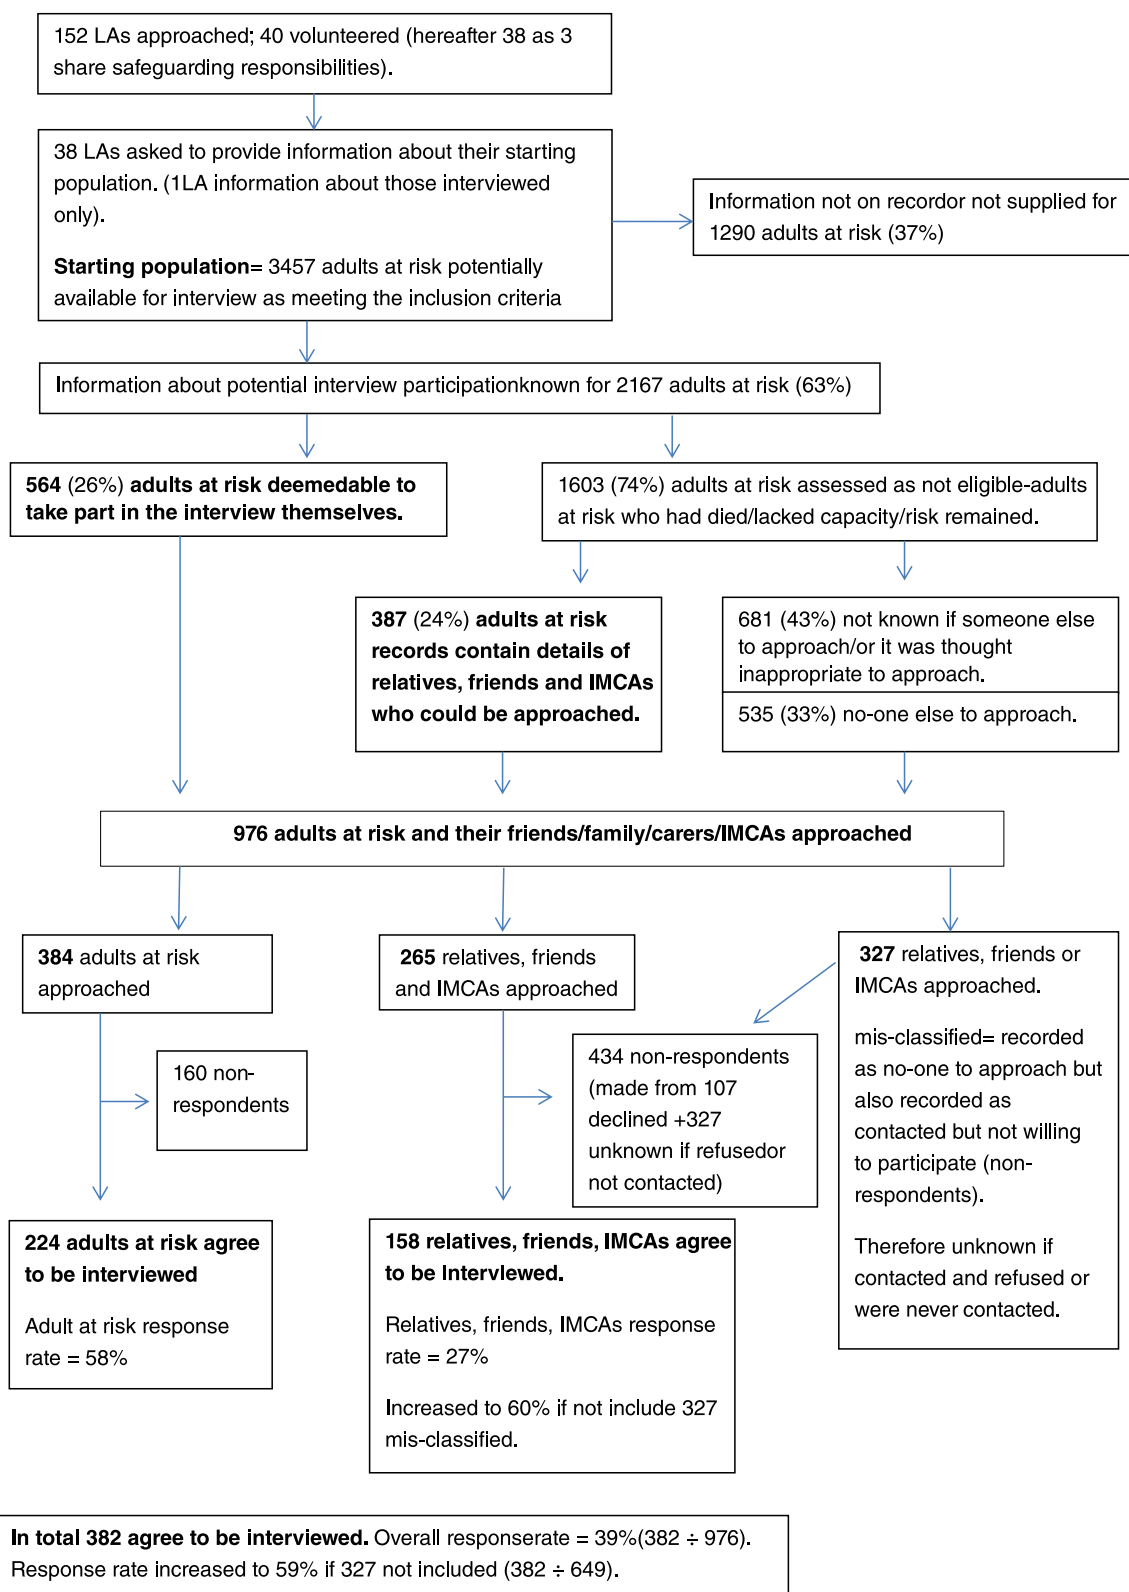 152 LAs approached; 40 volunteered (hereafter 38 as 3
share safeguarding responsibilities).
38 LAs asked to provide information about their starting
population. (1LA information about those interviewed
only).
Starting population= 3457 adults at risk potentially
available for interview as meeting the inclusion criteria
Information not on recordor not supplied for
1290 adults at risk (37%)
Information about potential interview participationknown for 2167 adults at risk (63%)
564 (26%) adults at risk deemedable to
take part in the interview themselves.
1603 (74%) adults at risk assessed as not eligible-adults
at risk who had died/lacked capacity/risk remained.
387 (24%) adults at risk
records contain details of
relatives, friends and IMCAs
who could be approached.
681 (43%) not known if someone else
to approach/or it was thought
inappropriate to approach.
535 (33%) no-one else to approach.
976 adults at risk and their friends/family/carers/IMCAs approached
384 adults at risk
approached
265 relatives, friends
and IMCAs approached
327 relatives, friends or
IMCAs approached.
mis-classified= recorded
as no-one to approach but
also recorded as
contacted but not willing
to participate (non-
respondents).
Therefore unknown if
contacted and refused or
were never contacted.
160 non-
respondents
434 non-respondents
(made from 107
declined +327
unknown if refusedor
not contacted)
224 adults at risk agree
to be interviewed
Adult at risk response
rate = 58%
158 relatives, friends, IMCAs agree
to be Interviewed.
Relatives, friends, IMCAs response
rate = 27%
Increased to 60% if not include 327
mis-classified.
In total 382 agree to be interviewed. Overall responserate = 39%(382 ÷ 976).
Response rate increased to 59% if 327 not included (382 ÷ 649).